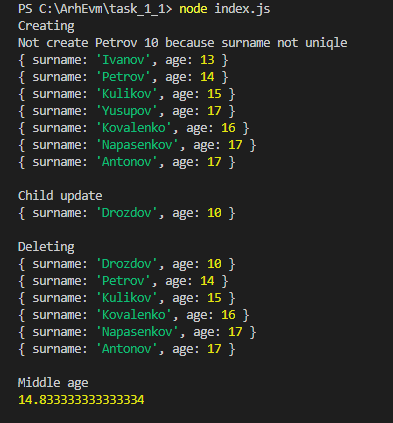 PS C:\ArhEvm\task_1_1> node index.js
Creating
Not create Petrov 10 because surname not uniqle
{ surname: 'Ivanov', age: 13 }
{ surname: 'Petrov', age: 14 }
{ surname: 'Kulikov', age: 15 }
{ surname: 'Yusupov', age: 17 }
{ surname: 'Kovalenko', age: 16 }
{ surname: 'Napasenkov', age: 17 }
{ surname: 'Antonov', age: 17 }
Child update
{ surname: 'Drozdov', age: 10 }
Deleting
{ surname: 'Drozdov', age: 10 }
{ surname: 'Petrov', age: 14 }
{ surname: 'Kulikov', age: 15 }
{ surname: 'Kovalenko', age: 16 }
{ surname: 'Napasenkov', age: 17 }
{ surname: 'Antonov', age: 17 }
Middle age
14.833333333333334